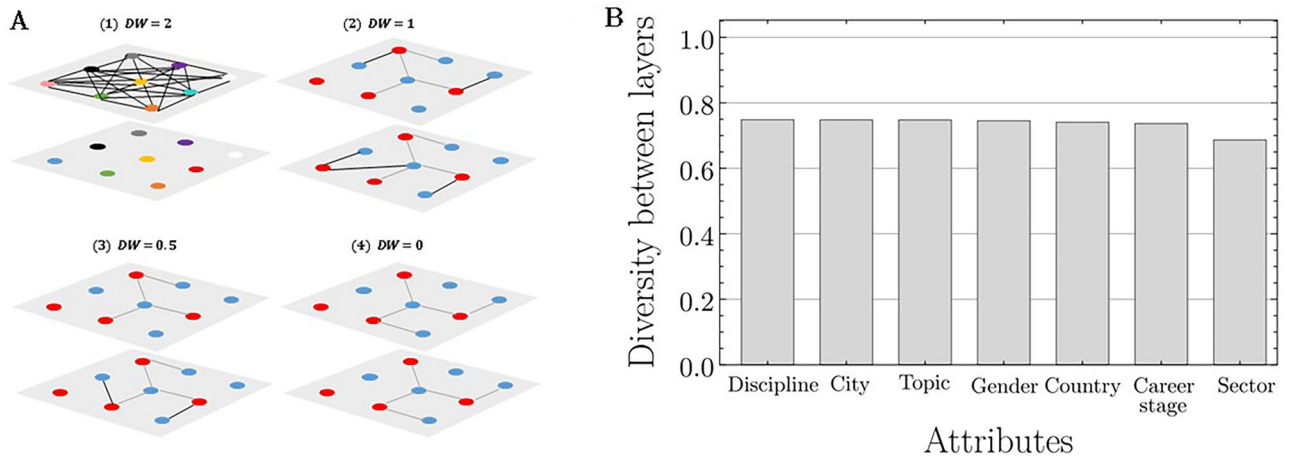 A
(1) DW = 2
(2) DW = 1
(3) DW = 0.5
(4) DW = 0
B
Diversity between layers
1.0
0.8
0.6
0.4
0.2
0.0
Discipline City Topic Gender Country Career stage Sector
Attributes